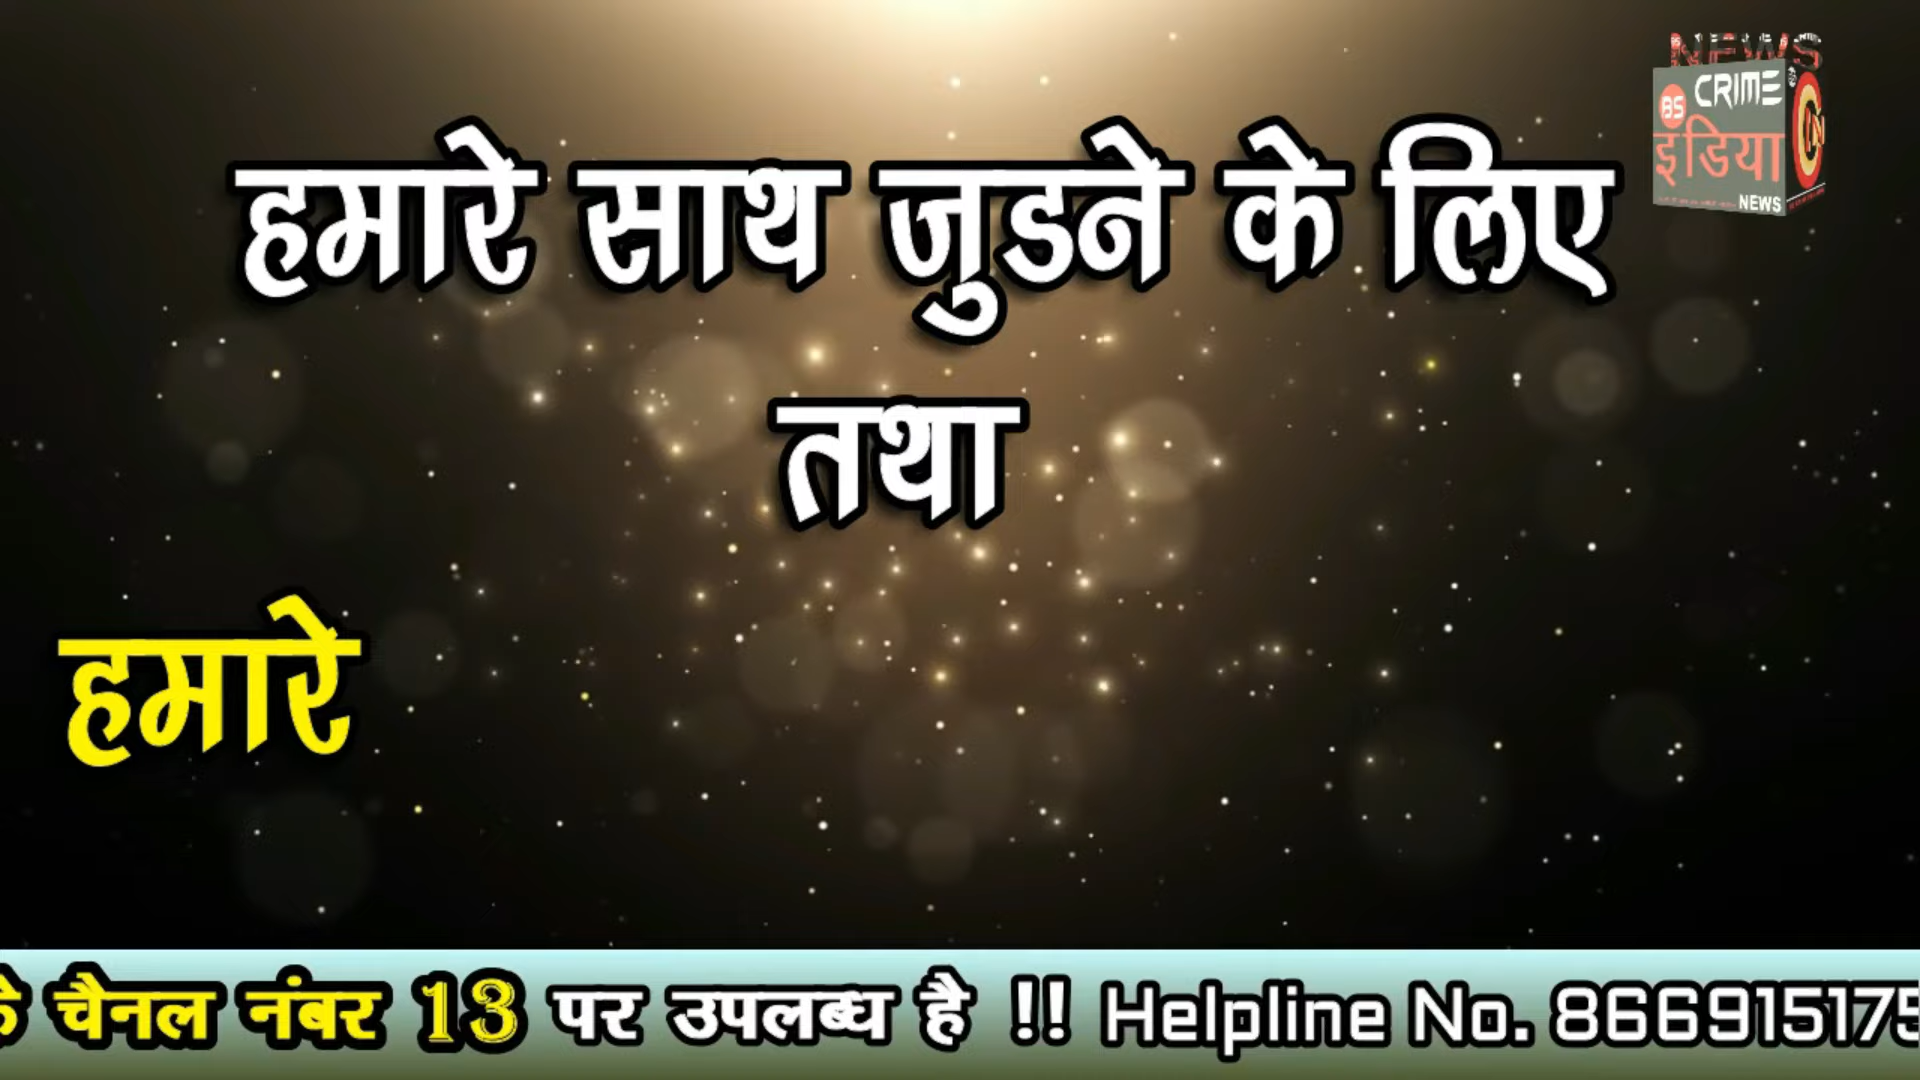 NEWS
CRIME
BS
इंडिया
NEWS
हमारे साथ जुडने के लिए
तथा
हमारे
के चैनल नंबर 13 पर उपलब्ध है !! Helpline No. 866915175